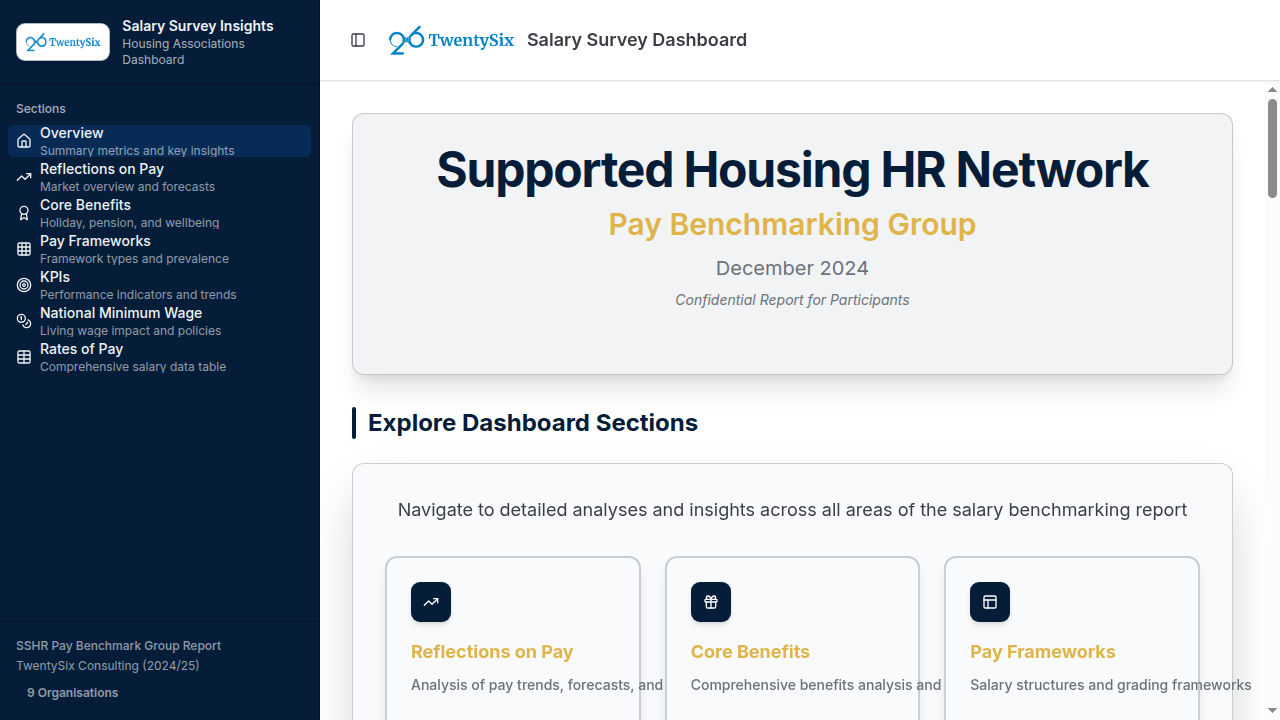 TwentySix
Salary Survey Insights
Housing Associations
Dashboard
Sections
Overview
Summary metrics and key insights
Reflections on Pay
Market overview and forecasts
Core Benefits
Holiday, pension, and wellbeing
Pay Frameworks
Framework types and prevalence
KPIs
Performance indicators and trends
National Minimum Wage
Living wage impact and policies
Rates of Pay
Comprehensive salary data table
SSHR Pay Benchmark Group Report
TwentySix Consulting (2024/25)
9 Organisations
26 TwentySix
Salary Survey Dashboard
Supported Housing HR Network
Pay Benchmarking Group
December 2024
Confidential Report for Participants
Explore Dashboard Sections
Navigate to detailed analyses and insights across all areas of the salary benchmarking report
Reflections on Pay
Analysis of pay trends, forecasts, and
Core Benefits
Comprehensive benefits analysis and
Pay Frameworks
Salary structures and grading frameworks